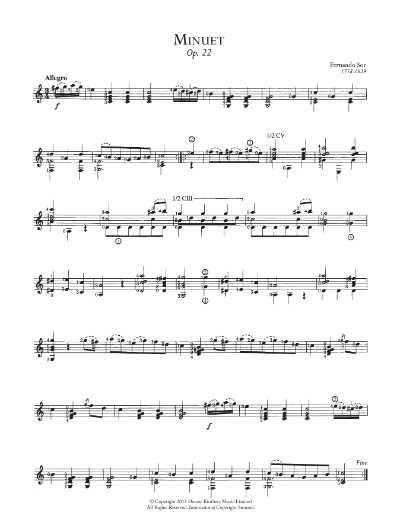 MINUET
Op. 22
Fernando Sor
1778-1839
Allegro
f
1/2 CV
1/2 CIII
f
Fine
© Copyright 2014 Dorsey Brothers Music Limited
All Rights Reserved. International Copyright Secured.